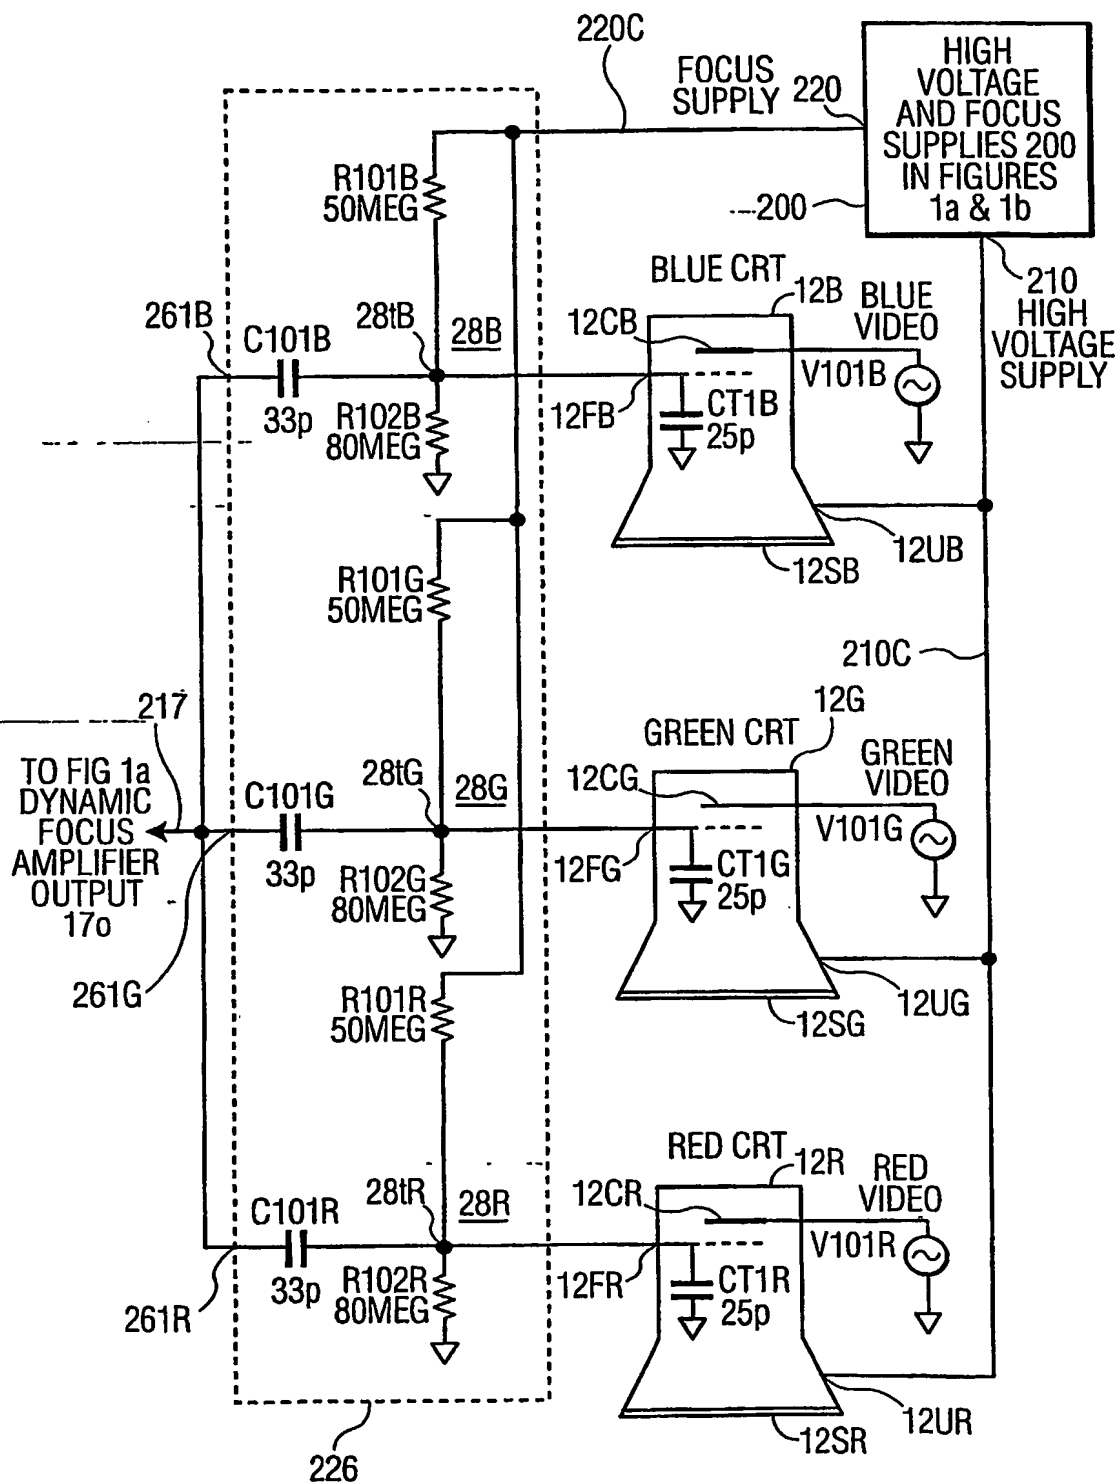 220C
FOCUS
SUPPLY
220
HIGH
VOLTAGE
AND FOCUS
SUPPLIES 200
IN FIGURES
1a & 1b
R101B
50MEG
200
BLUE CRT
210
HIGH
VOLTAGE
SUPPLY
261B
C101B
28tB
28B
12CB
12B
BLUE
VIDEO
V101B
33p
R102B
80MEG
12FB
CT1B
25p
12UB
12SB
R101G
50MEG
210C
217
12G
GREEN CRT
GREEN
VIDEO
TO FIG 1a
DYNAMIC
FOCUS
AMPLIFIER
OUTPUT
17o
C101G
28tG
28G
12CG
V101G
33p
R102G
80MEG
12FG
CT1G
25p
261G
R101R
50MEG
12UG
12SG
RED CRT
12R
RED
VIDEO
C101R
28tR
28R
12CR
V101R
33p
R102R
80MEG
12FR
CT1R
25p
261R
12UR
12SR
226